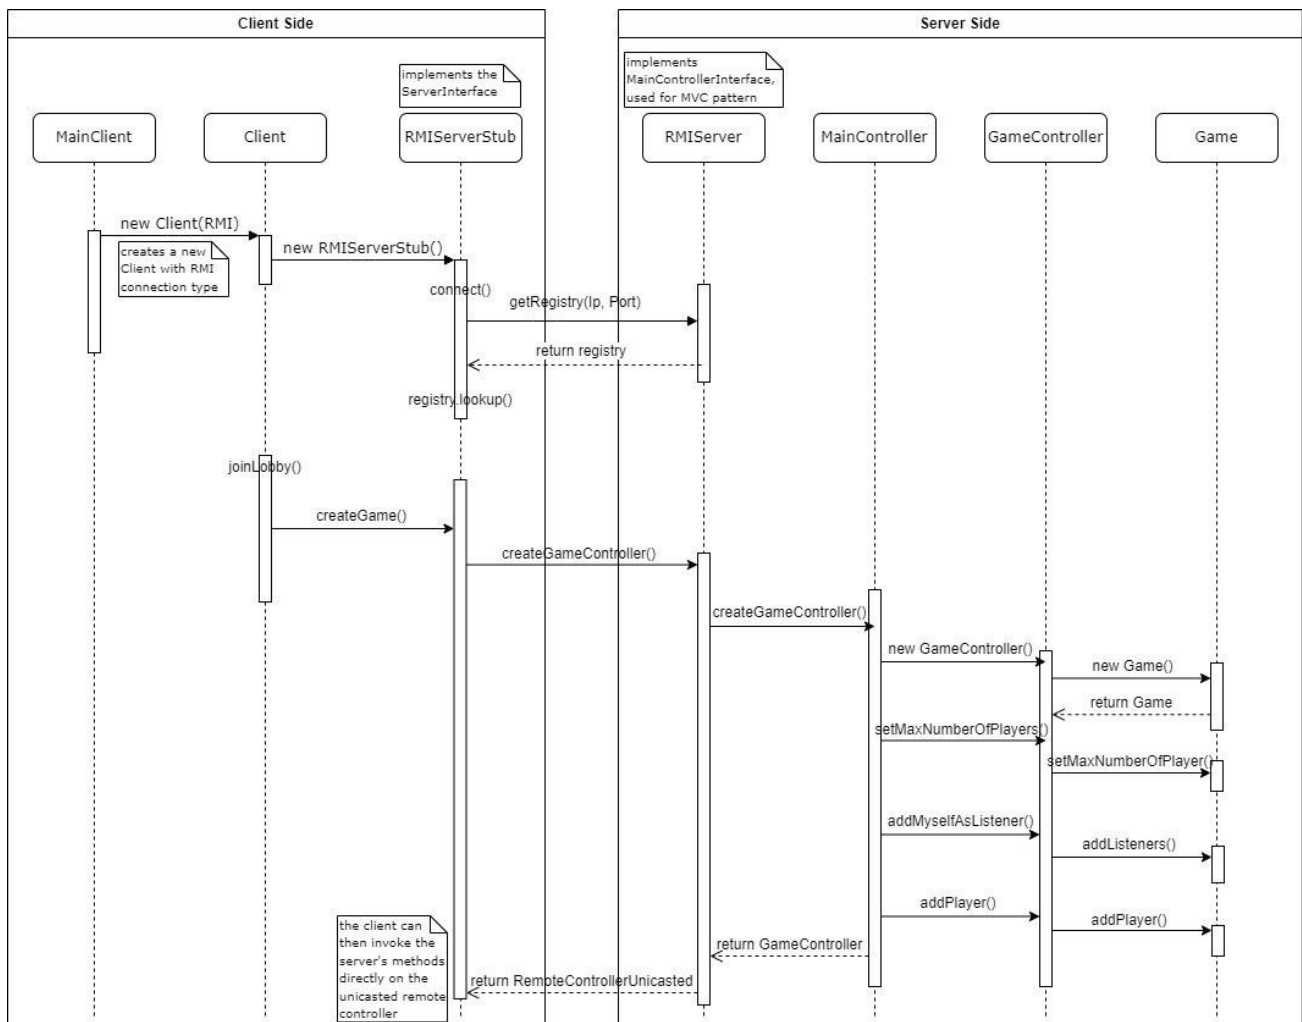 Client Side
Server Side
implements the
ServerInterface
implements
MainControllerInterface,
used for MVC pattern
MainClient
Client
RMIServerStub
RMIServer
MainController
GameController
Game
new Client(RMI)
creates a new
Client with RMI
connection type
new RMIServerStub()
connect()
getRegistry(Ip, Port)
return registry
registry.lookup()
joinLobby()
createGame()
createGameController()
createGameController()
new GameController()
new Game()
return Game
setMaxNumberOfPlayers()
setMaxNumberOfPlayer()
addMyselfAsListener()
addListeners()
addPlayer()
addPlayer()
return GameController
return RemoteControllerUnicasted
the client can
then invoke the
server's methods
directly on the
unicasted remote
controller